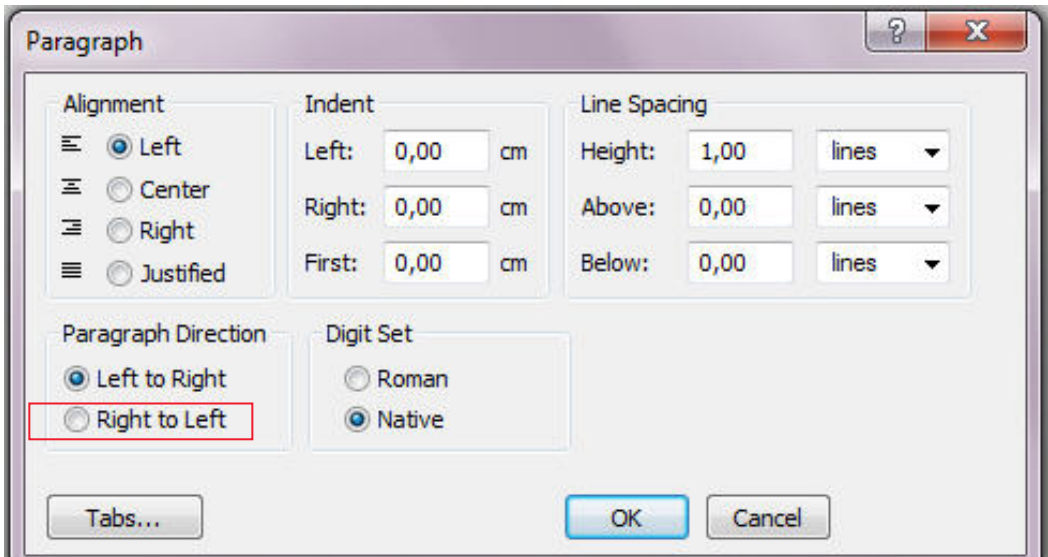 Paragraph
Alignment
Left
Center
Right
Justified
Indent
Left: 0,00 cm
Right: 0,00 cm
First: 0,00 cm
Line Spacing
Height: 1,00 lines
Above: 0,00 lines
Below: 0,00 lines
Paragraph Direction
Left to Right
Right to Left
Digit Set
Roman
Native
Tabs...
OK
Cancel